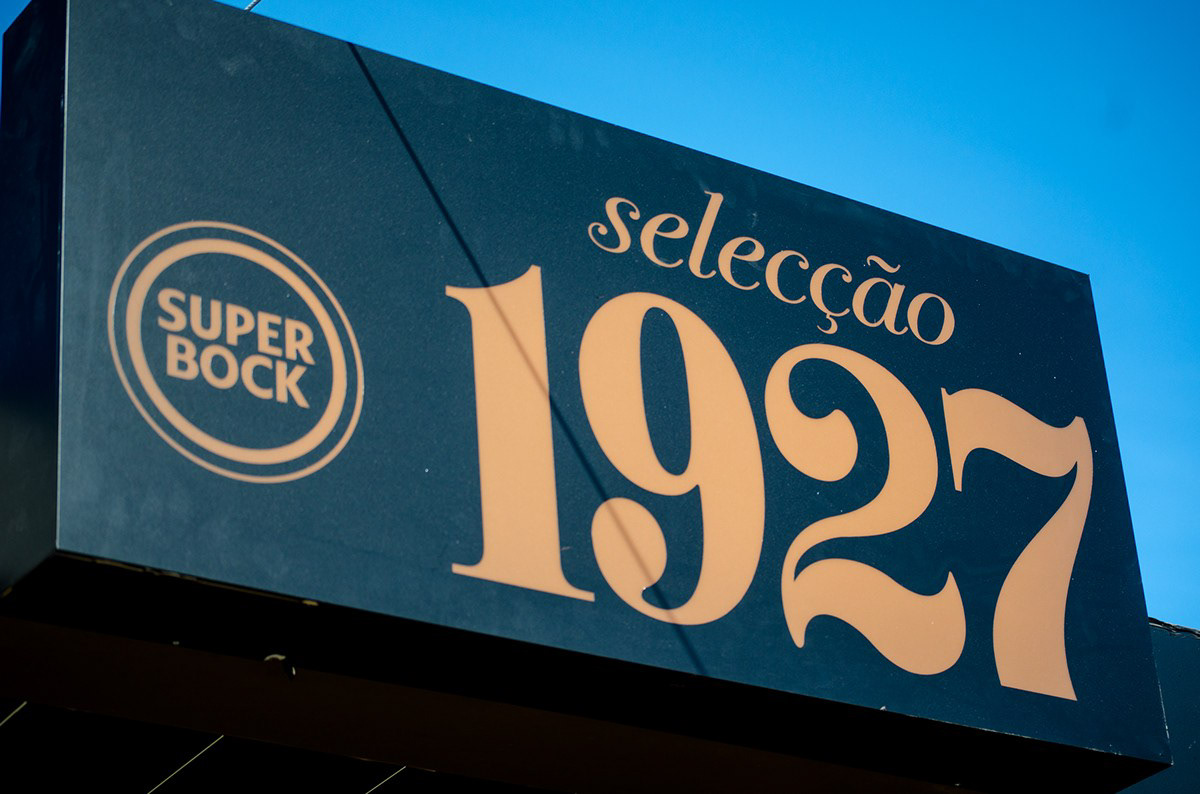 SUPER
BOCK
selecção
1927